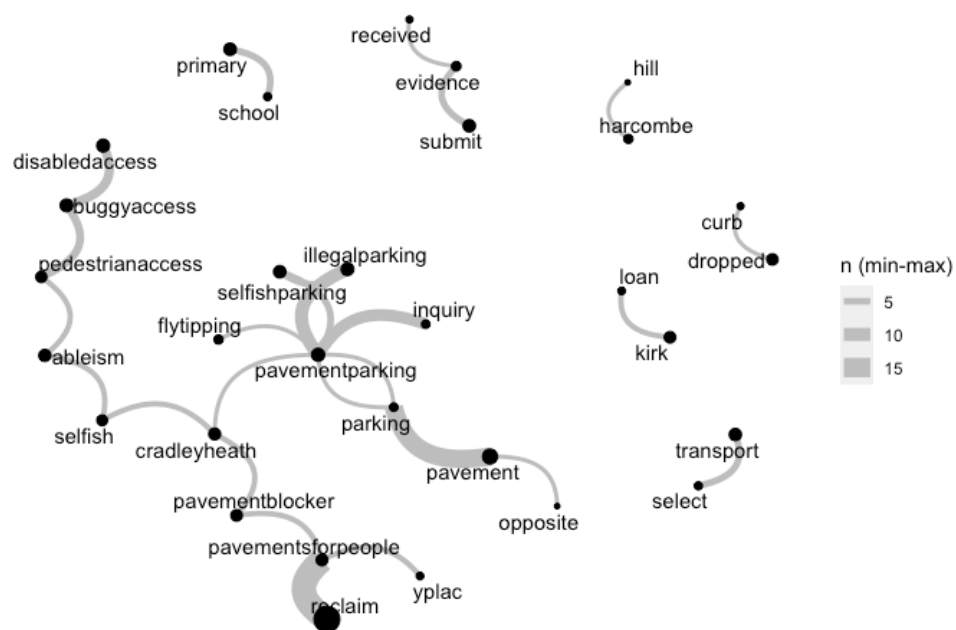 received
primary
hill
evidence
school
harcombe
submit
disabledaccess
buggyaccess
curb
illegalparking
pedestrianaccess
dropped
n (min-max)
selfishparking
loan
5
inquiry
flytipping
10
kirk
ableism
pavementparking
15
parking
selfish
cradleyheath
transport
pavement
pavementblocker
select
opposite
pavementsforpeople
yplac
reclaim